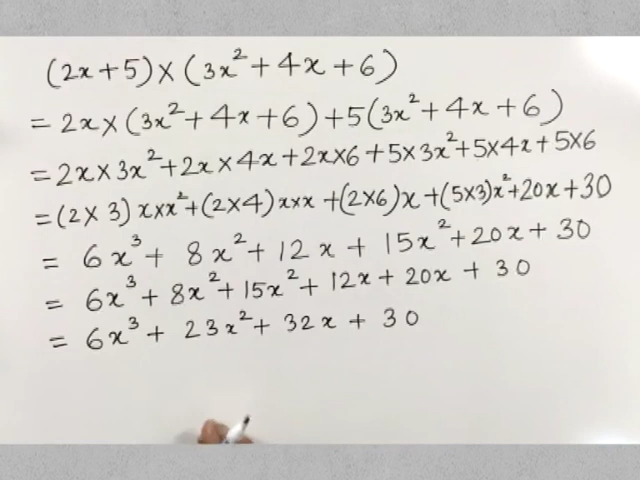 (2x+5)×(3x²+4x+6)
= 2x×(3x²+4x+6)+5(3x²+4x+6)
= 2x×3x²+2x×4x+2x×6+5×3x²+5×4x+5×6
= (2×3)x×x²+(2×4)x×x+(2×6)x+(5×3)x²+20x+30
= 6x³+8x²+12x+15x²+20x+30
= 6x³+8x²+15x²+12x+20x+30
= 6x³+23x²+32x+30